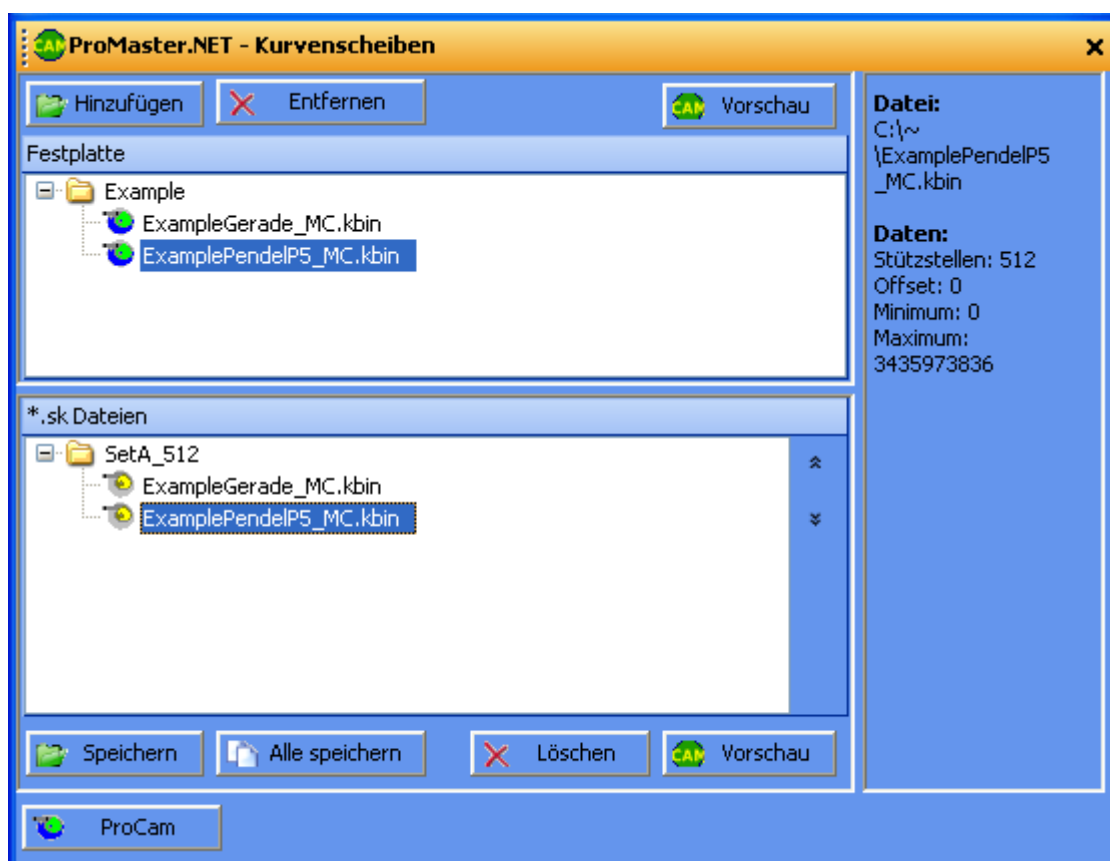 ProMaster.NET - Kurvenscheiben
Hinzufügen
Entfernen
CAM Vorschau
Festplatte
Example
ExampleGerade_MC.kbin
ExamplePendelP5_MC.kbin
*.sk Dateien
SetA_512
ExampleGerade_MC.kbin
ExamplePendelP5_MC.kbin
Speichern
Alle speichern
Löschen
CAM Vorschau
ProCam
Datei:
C:\~
\ExamplePendelP5
_MC.kbin
Daten:
Stützstellen: 512
Offset: 0
Minimum: 0
Maximum:
3435973836